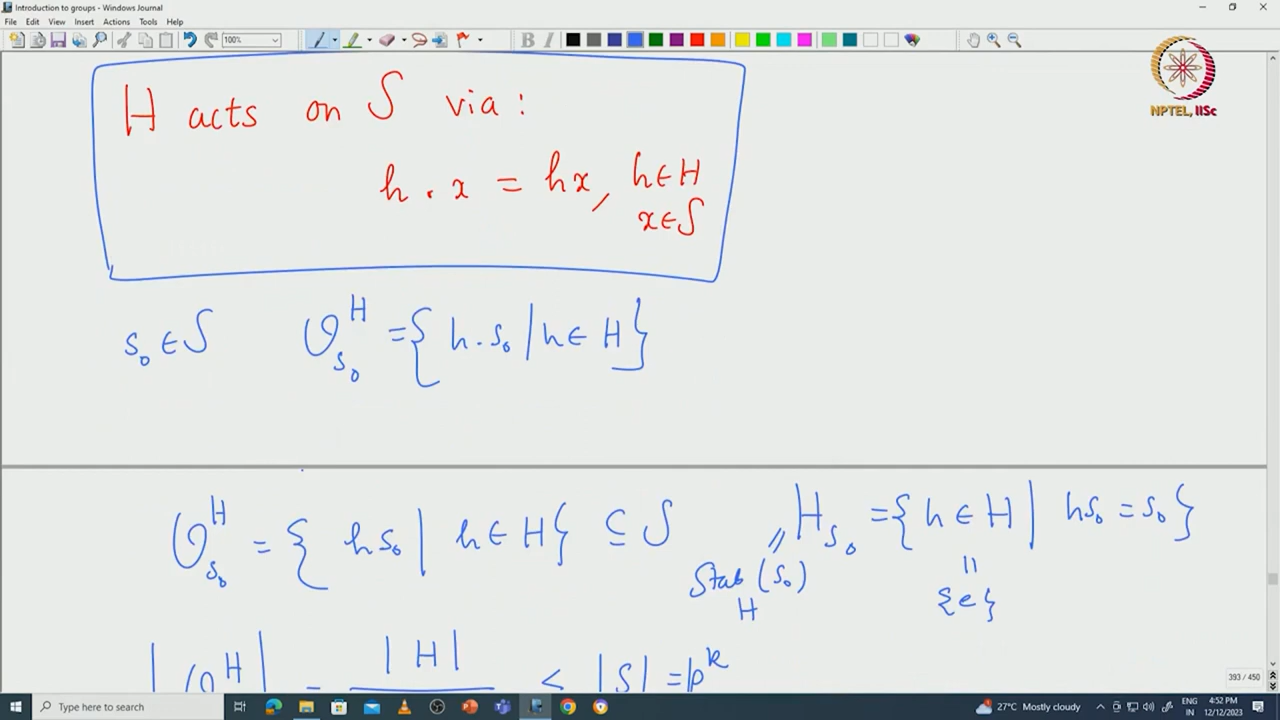 Introduction to groups - Windows Journal
File Edit View Insert Actions Tools Help
100%
B I
NPTEL, IISc
H acts on S via :
h . x = hx, h∈H
x∈S
s₀ ∈ S 𝒪^H_{s₀} = { h . s₀ | h ∈ H }
𝒪^H_{s₀} = { hs₀ | h ∈ H } ⊆ S H_{s₀} = { h ∈ H | hs₀ = s₀ }
Stab_H (s₀) = {e}
| 𝒪^H | = | H | ≤ | S | = p^k
393 / 450
Type here to search
27°C Mostly cloudy
ENG
IN
4:52 PM
12/12/2023